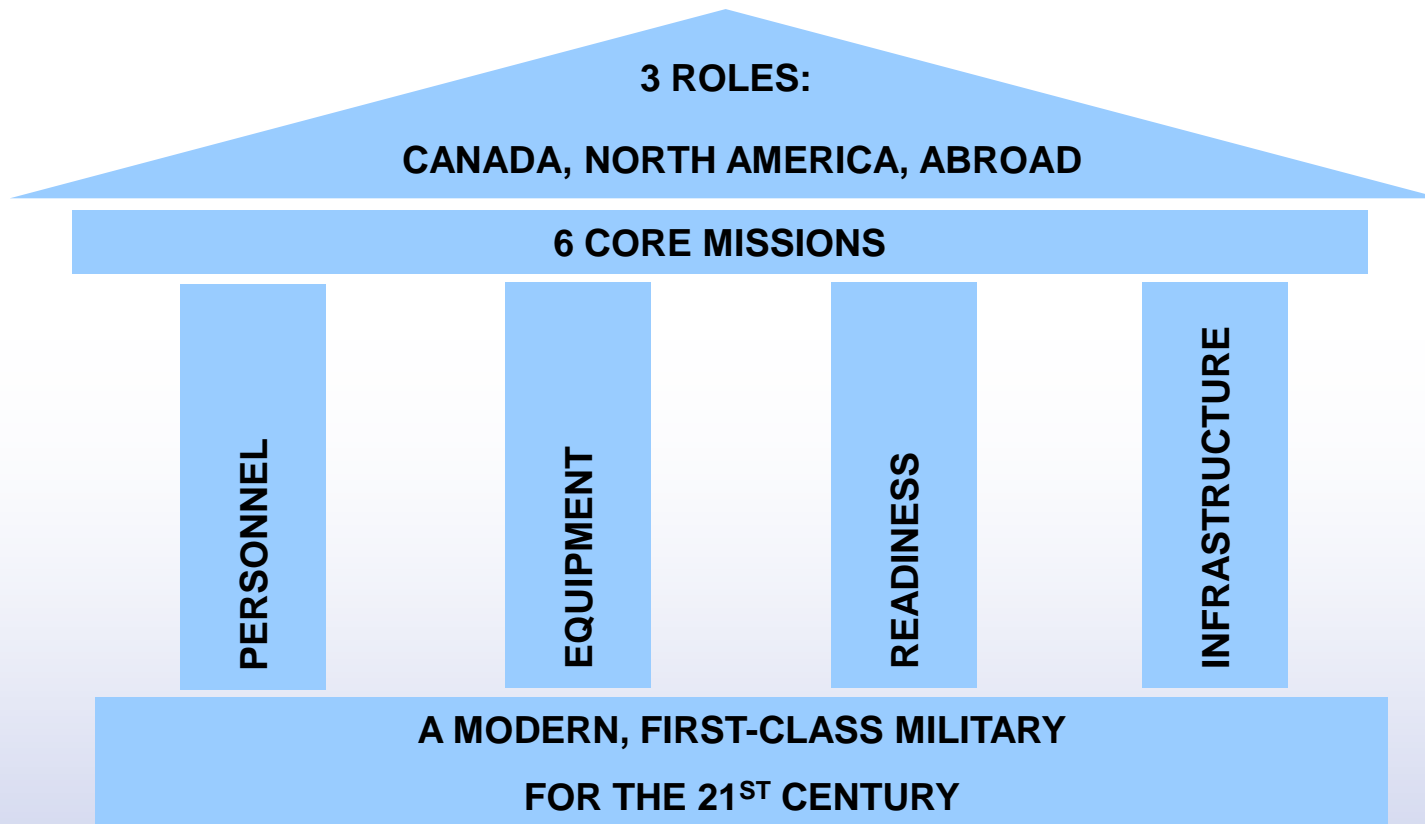 3 ROLES:
CANADA, NORTH AMERICA, ABROAD
6 CORE MISSIONS
PERSONNEL
EQUIPMENT
READINESS
INFRASTRUCTURE
A MODERN, FIRST-CLASS MILITARY
FOR THE 21ST CENTURY